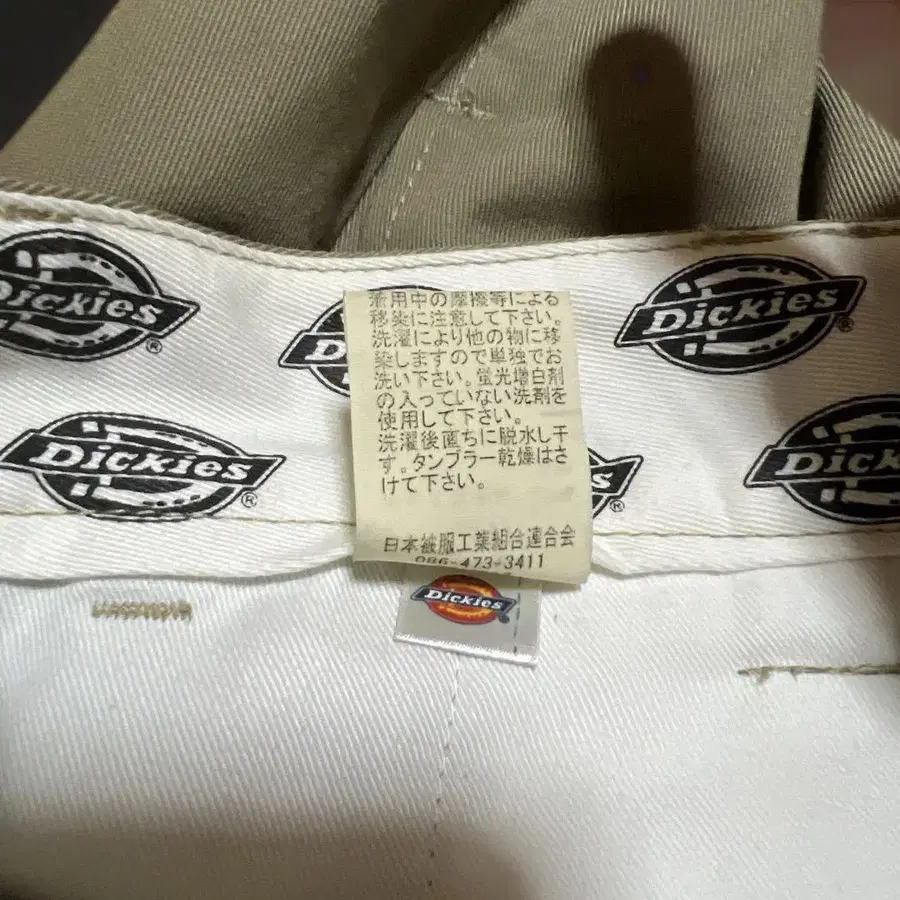 Dickies
®
Dickies
®
Dickies
®
Dickies
着用中の摩擦等による
移染に注意して下さい。
洗濯により他の物に移
染しますので単独でお
洗い下さい。蛍光増白剤
の入っていない洗剤を
使用して下さい。
洗濯後直ちに脱水し干
す。タンブラー乾燥はさ
けて下さい。
日本被服工業組合連合会
086-473-3411
Dickies